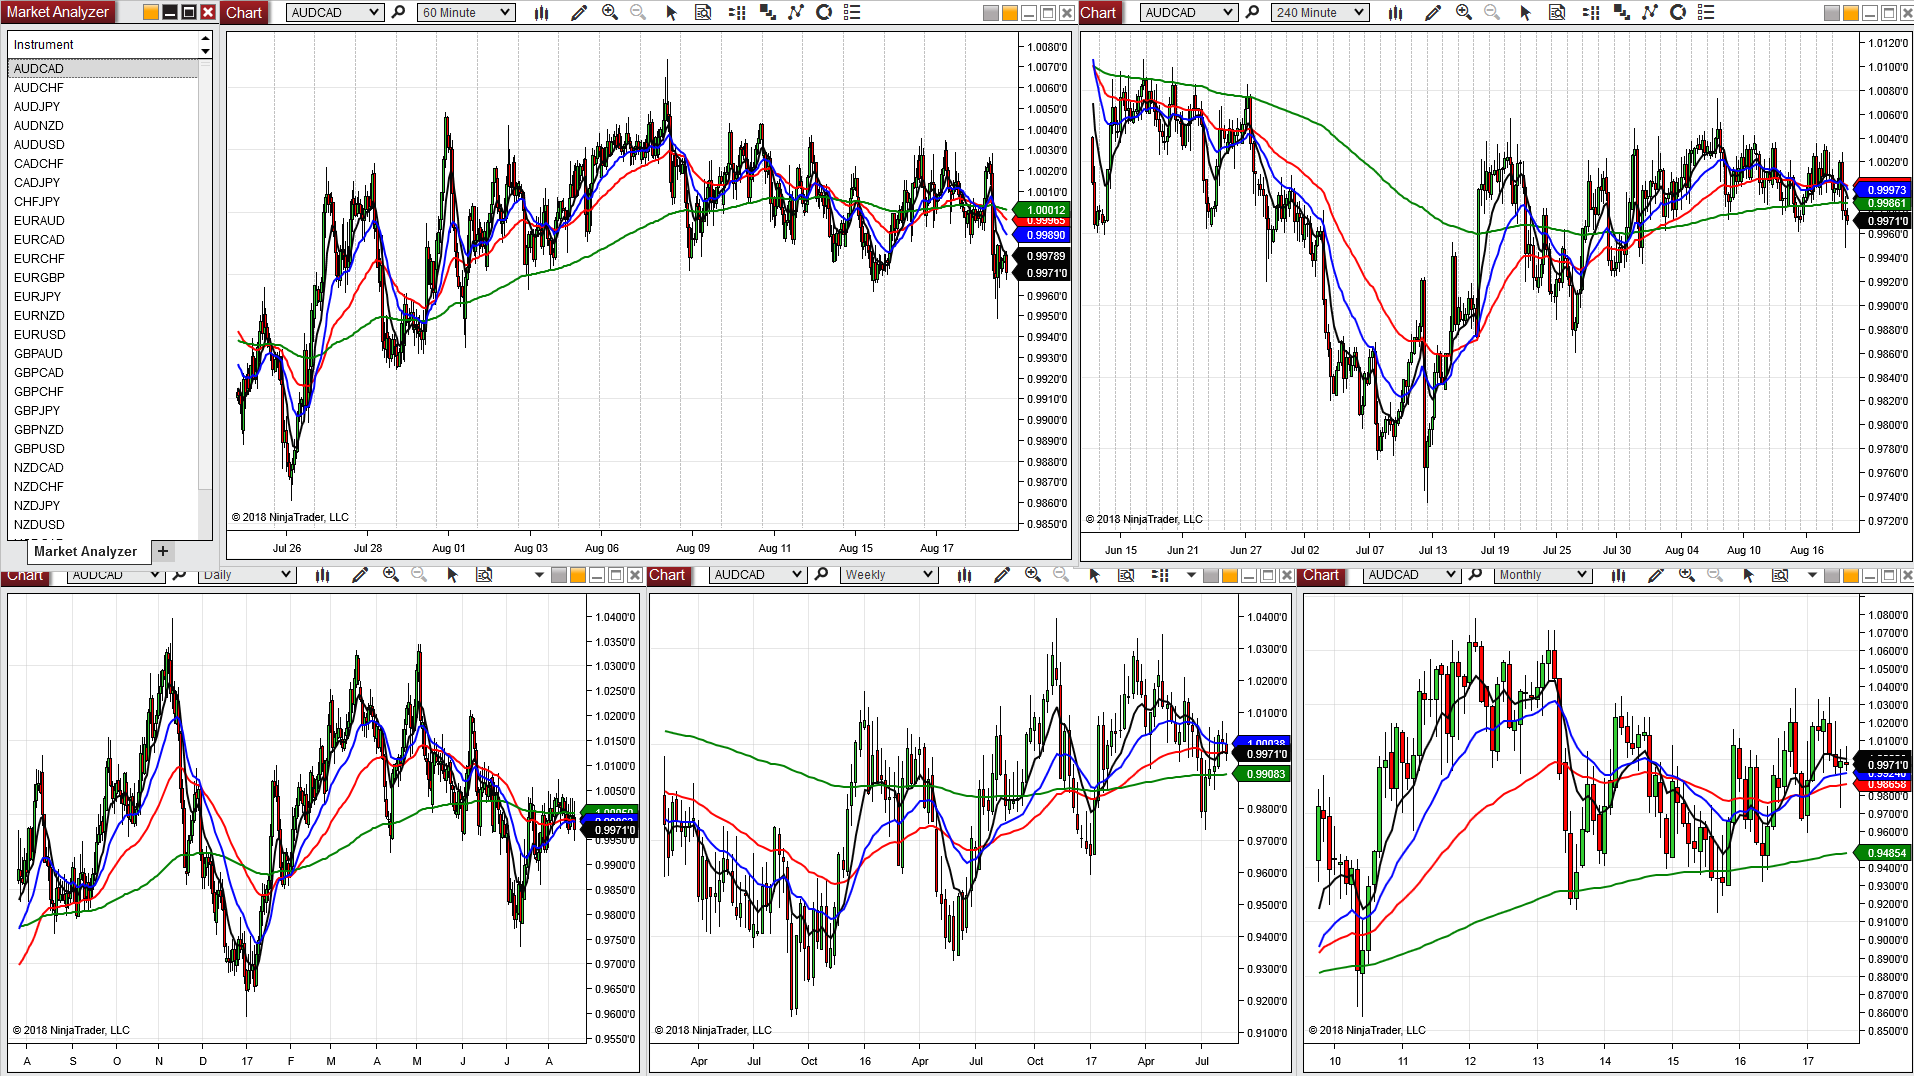 Market Analyzer
Instrument
AUDCAD
AUDCHF
AUDJPY
AUDNZD
AUDUSD
CADCHF
CADJPY
CHFJPY
EURAUD
EURCAD
EURCHF
EURGBP
EURJPY
EURNZD
EURUSD
GBPAUD
GBPCAD
GBPCHF
GBPJPY
GBPNZD
GBPUSD
NZDCAD
NZDCHF
NZDJPY
NZDUSD
Market Analyzer +
Chart AUDCAD 60 Minute
1.0080'0
1.0070'0
1.0060'0
1.0050'0
1.0040'0
1.0030'0
1.0020'0
1.0010'0
1.00012
0.99890
0.99789
0.9971'0
0.9960'0
0.9950'0
0.9940'0
0.9930'0
0.9920'0
0.9910'0
0.9900'0
0.9890'0
0.9880'0
0.9870'0
0.9860'0
0.9850'0
© 2018 NinjaTrader, LLC
Jul 26 Jul 28 Aug 01 Aug 03 Aug 06 Aug 09 Aug 11 Aug 15 Aug 17
Chart AUDCAD 240 Minute
1.0120'0
1.0100'0
1.0080'0
1.0060'0
1.0040'0
1.0020'0
0.99973
0.99861
0.9971'0
0.9960'0
0.9940'0
0.9920'0
0.9900'0
0.9880'0
0.9860'0
0.9840'0
0.9820'0
0.9800'0
0.9780'0
0.9760'0
0.9740'0
0.9720'0
© 2018 NinjaTrader, LLC
Jun 15 Jun 21 Jun 27 Jul 02 Jul 07 Jul 13 Jul 19 Jul 25 Jul 30 Aug 04 Aug 10 Aug 16
Chart AUDCAD Daily
1.0400'0
1.0350'0
1.0300'0
1.0250'0
1.0200'0
1.0150'0
1.0100'0
1.0050'0
0.9971'0
0.9950'0
0.9900'0
0.9850'0
0.9800'0
0.9750'0
0.9700'0
0.9650'0
0.9600'0
0.9550'0
© 2018 NinjaTrader, LLC
A S O N D 17 F M A M J J A
Chart AUDCAD Weekly
1.0400'0
1.0300'0
1.0200'0
1.0100'0
1.00038
0.9971'0
0.99083
0.9800'0
0.9700'0
0.9600'0
0.9500'0
0.9400'0
0.9300'0
0.9200'0
0.9100'0
© 2018 NinjaTrader, LLC
Apr Jul Oct 16 Apr Jul Oct 17 Apr Jul
Chart AUDCAD Monthly
1.0800'0
1.0700'0
1.0600'0
1.0500'0
1.0400'0
1.0300'0
1.0200'0
1.0100'0
0.9971'0
0.98658
0.9800'0
0.9700'0
0.9600'0
0.94854
0.9400'0
0.9300'0
0.9200'0
0.9100'0
0.9000'0
0.8900'0
0.8800'0
0.8700'0
0.8600'0
0.8500'0
© 2018 NinjaTrader, LLC
10 11 12 13 14 15 16 17